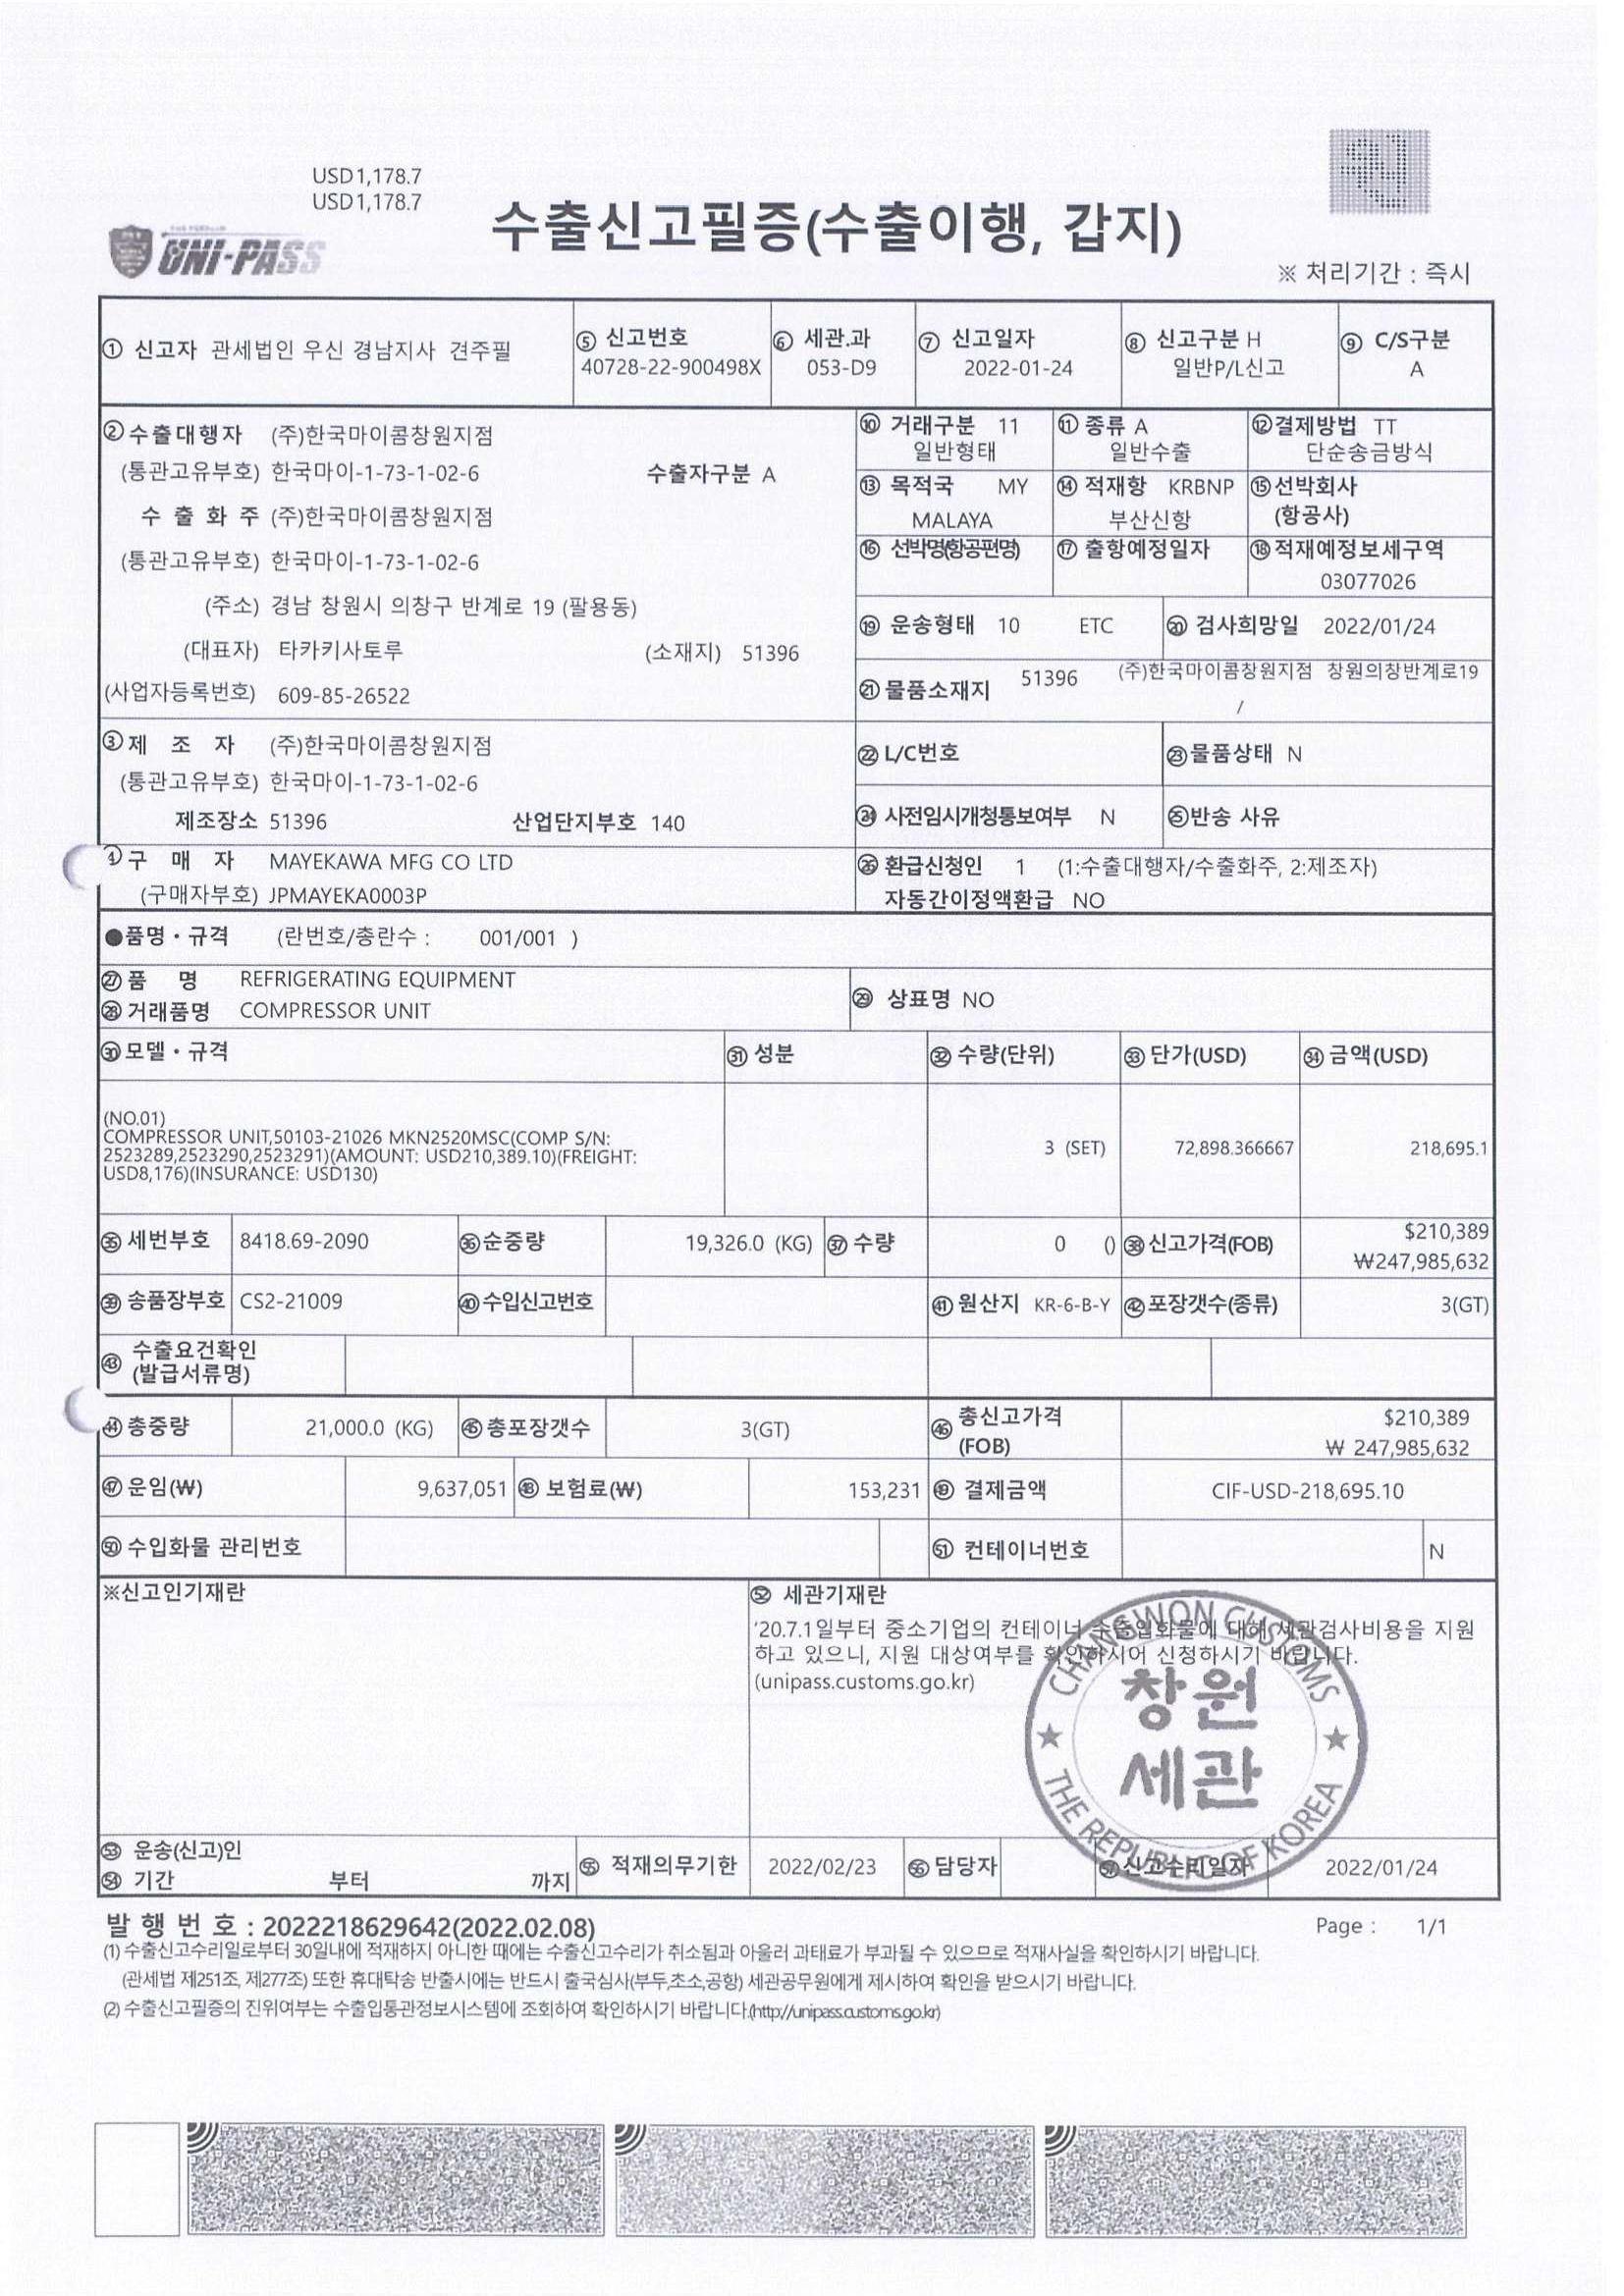 USD1,178.7
USD1,178.7
UNI-PASS
수출신고필증(수출이행, 갑지)
※ 처리기간 : 즉시
① 신고자 관세법인 우신 경남지사 견주필
⑤ 신고번호
40728-22-900498X
⑥ 세관.과
053-D9
⑦ 신고일자
2022-01-24
⑧ 신고구분 H
일반P/L신고
⑨ C/S구분
A
②수출대행자 (주)한국마이콤창원지점
(통관고유부호) 한국마이-1-73-1-02-6 수출자구분 A
수 출 화 주 (주)한국마이콤창원지점
(통관고유부호) 한국마이-1-73-1-02-6
(주소) 경남 창원시 의창구 반계로 19 (팔용동)
(대표자) 타카키사토루 (소재지) 51396
(사업자등록번호) 609-85-26522
⑩ 거래구분 11
일반형태
⑪ 종류 A
일반수출
⑫결제방법 TT
단순송금방식
⑬ 목적국 MY
MALAYA
⑭ 적재항 KRBNP
부산신항
⑮선박회사
(항공사)
⑯ 선박명(항공편명)
⑰ 출항예정일자
⑱적재예정보세구역
03077026
⑲ 운송형태 10 ETC
⑳ 검사희망일 2022/01/24
㉑물품소재지 51396 (주)한국마이콤창원지점 창원의창반계로19
/
③제 조 자 (주)한국마이콤창원지점
(통관고유부호) 한국마이-1-73-1-02-6
제조장소 51396 산업단지부호 140
㉒ L/C번호
㉓물품상태 N
㉔ 사전임시개청통보여부 N
㉕반송 사유
④구 매 자 MAYEKAWA MFG CO LTD
(구매자부호) JPMAYEKA0003P
㉖ 환급신청인 1 (1:수출대행자/수출화주, 2:제조자)
자동간이정액환급 NO
●품명・규격 (란번호/총란수 : 001/001 )
㉗품 명 REFRIGERATING EQUIPMENT
㉘거래품명 COMPRESSOR UNIT
㉙ 상표명 NO
㉚모델・규격 ㉛ 성분 ㉜ 수량(단위) ㉝ 단가(USD) ㉞ 금액(USD)
(NO.01)
COMPRESSOR UNIT,50103-21026 MKN2520MSC(COMP S/N:
2523289,2523290,2523291)(AMOUNT: USD210,389.10)(FREIGHT:
USD8,176)(INSURANCE: USD130)
3 (SET) 72,898.366667 218,695.1
㉟ 세번부호 8418.69-2090 ㊱순중량 19,326.0 (KG) ㊲ 수량 0 () ㊳신고가격(FOB) $210,389
₩247,985,632
㊴ 송품장부호 CS2-21009 ㊵수입신고번호 ㊶ 원산지 KR-6-B-Y ㊷포장갯수(종류) 3(GT)
㊸ 수출요건확인
(발급서류명)
㊹총중량 21,000.0 (KG) ㊺총포장갯수 3(GT) ㊻ 총신고가격
(FOB)
$210,389
₩ 247,985,632
㊼운임(₩) 9,637,051 ㊽ 보험료(₩) 153,231 ㊾ 결제금액 CIF-USD-218,695.10
㊿ 수입화물 관리번호 51 컨테이너번호 N
※신고인기재란
52 세관기재란
'20.7.1일부터 중소기업의 컨테이너 수출입화물에 대해 세관검사비용을 지원
하고 있으니, 지원 대상여부를 확인하시어 신청하시기 바랍니다.
(unipass.customs.go.kr)
CHANGWON CUSTOMS
창원
세관
THE REPUBLIC OF KOREA
53 운송(신고)인
54 기간 부터 까지
55 적재의무기한 2022/02/23 56 담당자 57 신고수리일자 2022/01/24
발 행 번 호 : 2022218629642(2022.02.08)
Page : 1/1
(1) 수출신고수리일로부터 30일내에 적재하지 아니한 때에는 수출신고수리가 취소됨과 아울러 과태료가 부과될 수 있으므로 적재사실을 확인하시기 바랍니다.
(관세법 제251조, 제277조) 또한 휴대탁송 반출시에는 반드시 출국심사(부두,초소,공항) 세관공무원에게 제시하여 확인을 받으시기 바랍니다.
(2) 수출신고필증의 진위여부는 수출입통관정보시스템에 조회하여 확인하시기 바랍니다.(http://unipass.customs.go.kr)